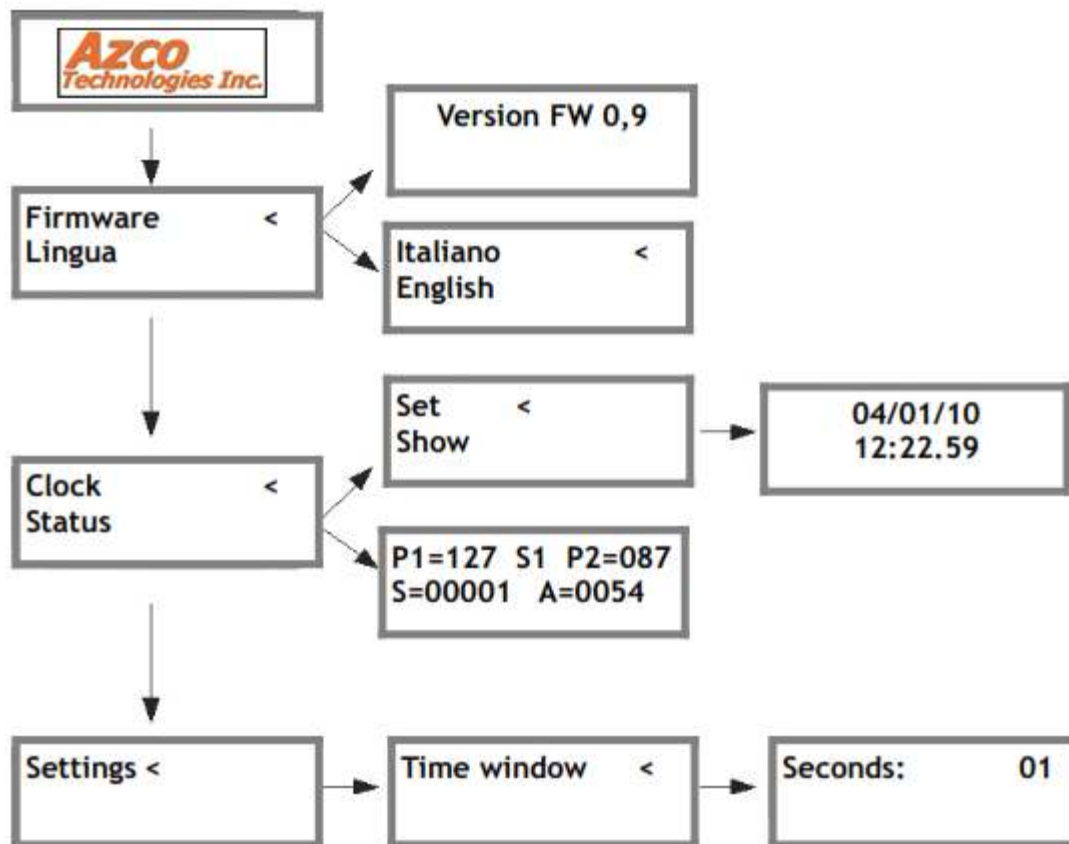 Azco
Technologies Inc.
Version FW 0,9
Firmware <
Lingua
Italiano <
English
Set <
Show
04/01/10
12:22.59
Clock <
Status
P1=127 S1 P2=087
S=00001 A=0054
Settings <
Time window <
Seconds: 01